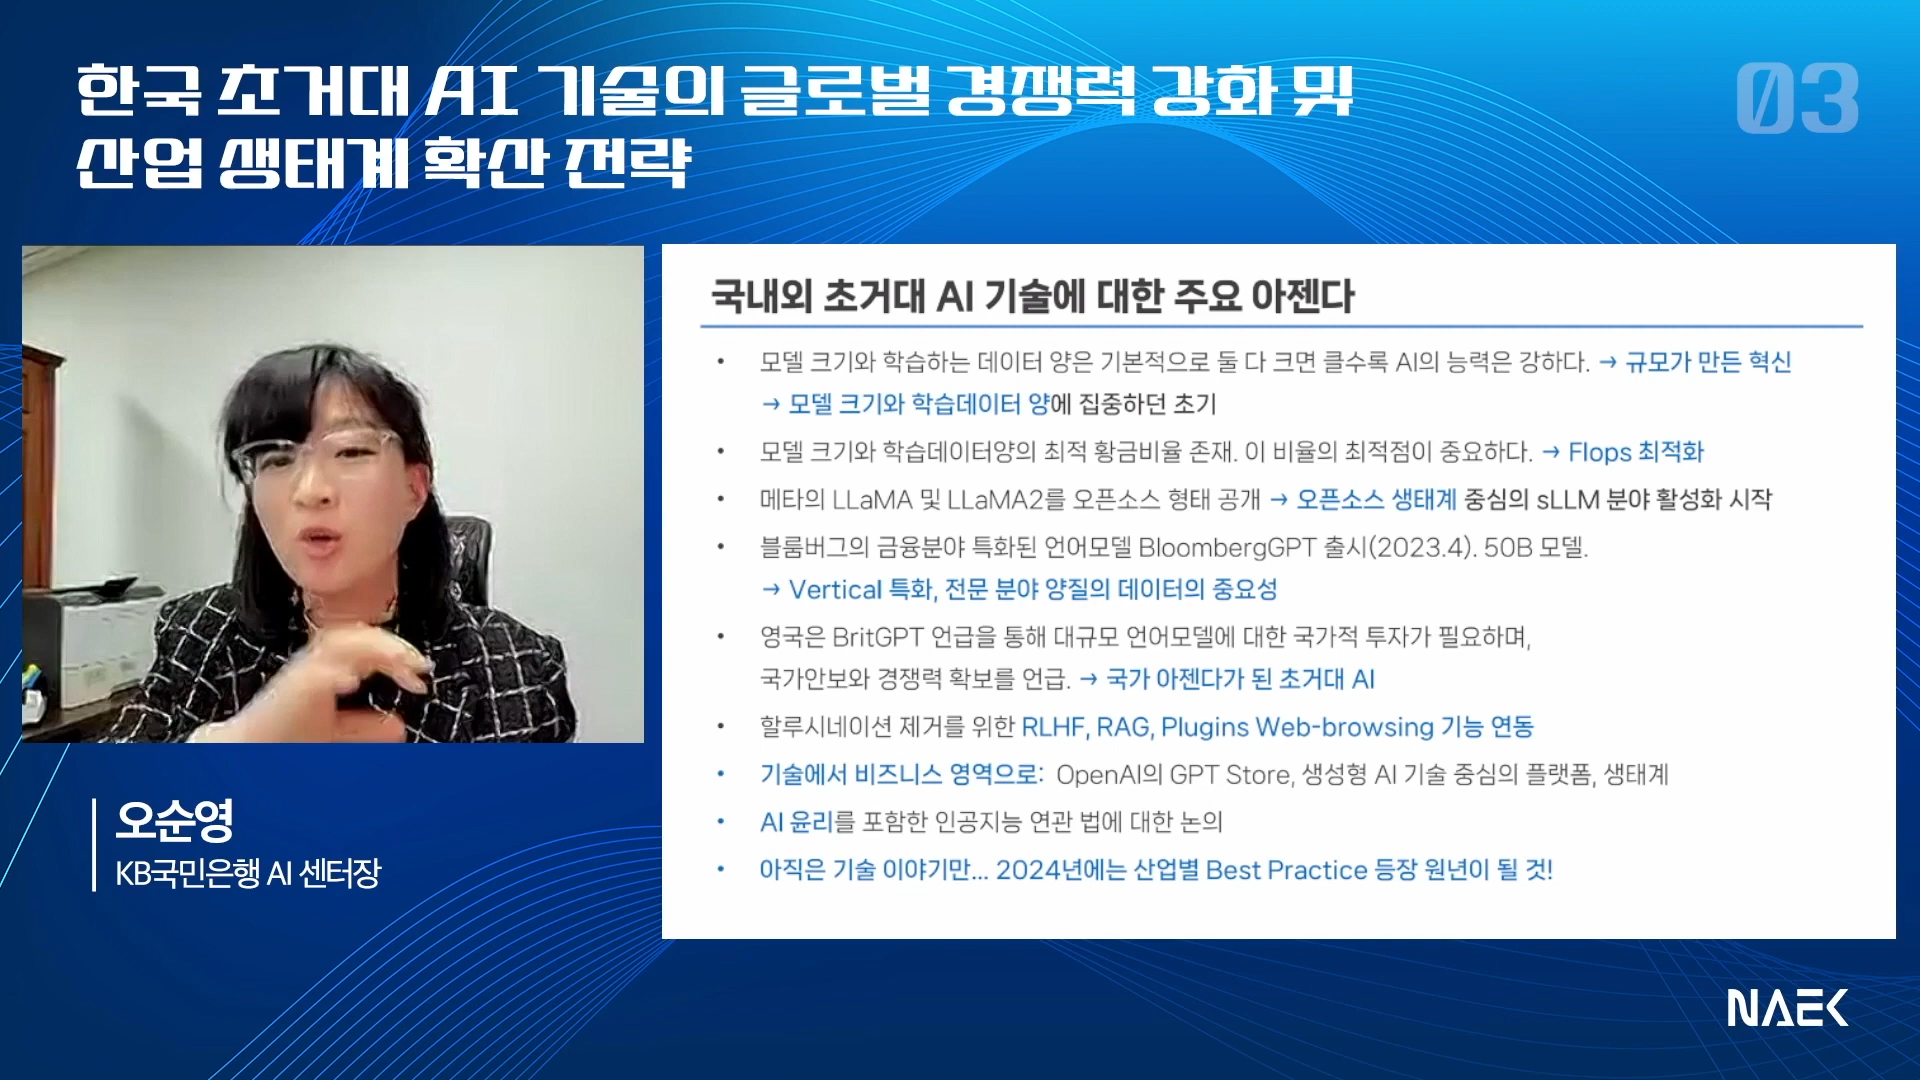 한국 초거대 AI 기술의 글로벌 경쟁력 강화 및
산업 생태계 확산 전략
03
국내외 초거대 AI 기술에 대한 주요 아젠다
• 모델 크기와 학습하는 데이터 양은 기본적으로 둘 다 크면 클수록 AI의 능력은 강하다. → 규모가 만든 혁신
→ 모델 크기와 학습데이터 양에 집중하던 초기
• 모델 크기와 학습데이터양의 최적 황금비율 존재. 이 비율의 최적점이 중요하다. → Flops 최적화
• 메타의 LLaMA 및 LLaMA2를 오픈소스 형태 공개 → 오픈소스 생태계 중심의 sLLM 분야 활성화 시작
• 블룸버그의 금융분야 특화된 언어모델 BloombergGPT 출시(2023.4). 50B 모델.
→ Vertical 특화, 전문 분야 양질의 데이터의 중요성
• 영국은 BritGPT 언급을 통해 대규모 언어모델에 대한 국가적 투자가 필요하며,
국가안보와 경쟁력 확보를 언급. → 국가 아젠다가 된 초거대 AI
• 할루시네이션 제거를 위한 RLHF, RAG, Plugins Web-browsing 기능 연동
• 기술에서 비즈니스 영역으로: OpenAI의 GPT Store, 생성형 AI 기술 중심의 플랫폼, 생태계
• AI 윤리를 포함한 인공지능 연관 법에 대한 논의
• 아직은 기술 이야기만... 2024년에는 산업별 Best Practice 등장 원년이 될 것!
오순영
KB국민은행 AI 센터장
NAEK